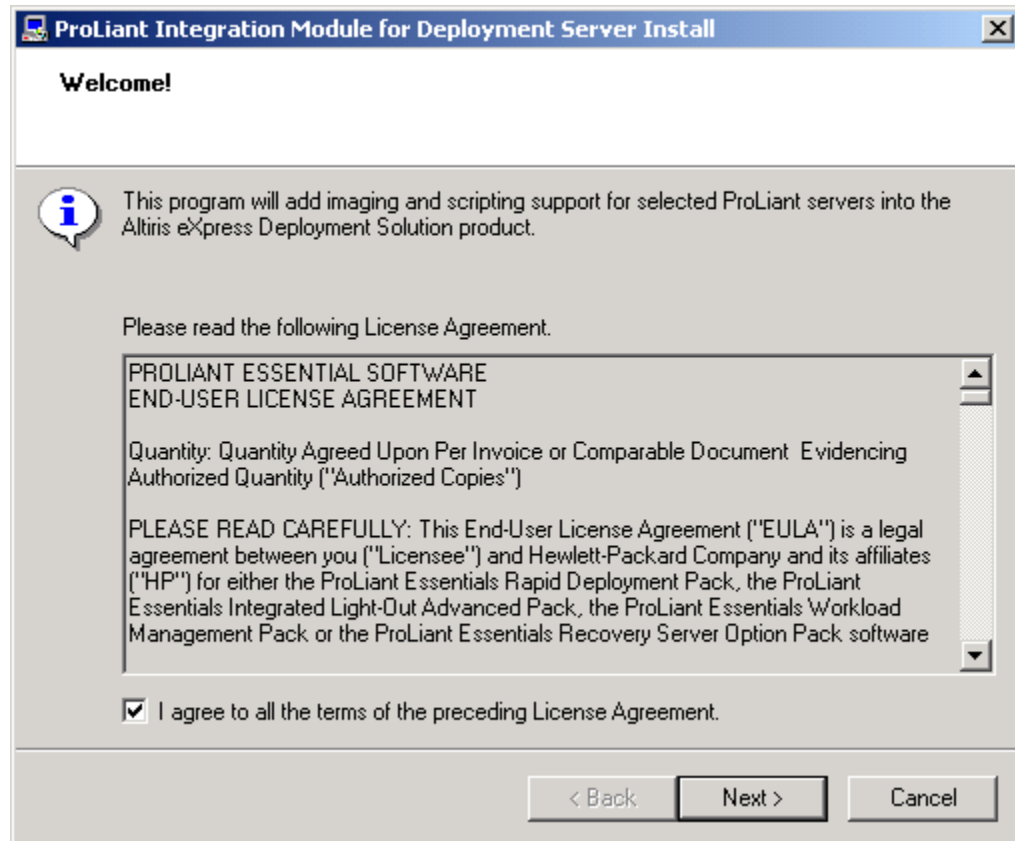 ProLiant Integration Module for Deployment Server Install
Welcome!
This program will add imaging and scripting support for selected ProLiant servers into the
Altiris eXpress Deployment Solution product.
Please read the following License Agreement.
PROLIANT ESSENTIAL SOFTWARE
END-USER LICENSE AGREEMENT
Quantity: Quantity Agreed Upon Per Invoice or Comparable Document  Evidencing
Authorized Quantity ("Authorized Copies")
PLEASE READ CAREFULLY: This End-User License Agreement ("EULA") is a legal
agreement between you ("Licensee") and Hewlett-Packard Company and its affiliates
("HP") for either the ProLiant Essentials Rapid Deployment Pack, the ProLiant
Essentials Integrated Light-Out Advanced Pack, the ProLiant Essentials Workload
Management Pack or the ProLiant Essentials Recovery Server Option Pack software
I agree to all the terms of the preceding License Agreement.
< Back
Next >
Cancel